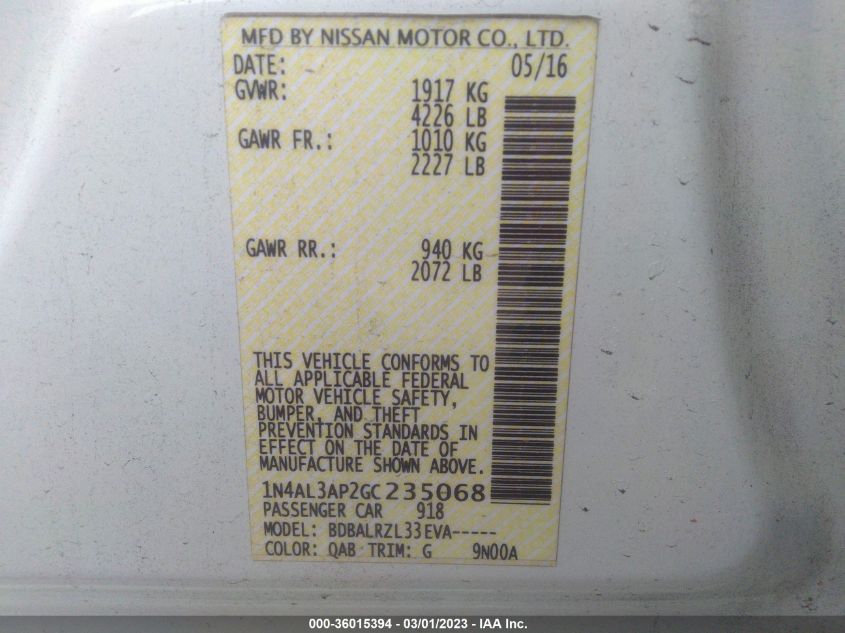 MFD BY NISSAN MOTOR CO., LTD.
DATE: 05/16
GVWR: 1917 KG
4226 LB
GAWR FR.: 1010 KG
2227 LB
GAWR RR.: 940 KG
2072 LB
THIS VEHICLE CONFORMS TO
ALL APPLICABLE FEDERAL
MOTOR VEHICLE SAFETY,
BUMPER, AND THEFT
PREVENTION STANDARDS IN
EFFECT ON THE DATE OF
MANUFACTURE SHOWN ABOVE.
1N4AL3AP2GC235068
PASSENGER CAR 918
MODEL: BDBALRZL33EVA-----
COLOR: QAB TRIM: G 9N00A
000-36015394 - 03/01/2023 - IAA Inc.